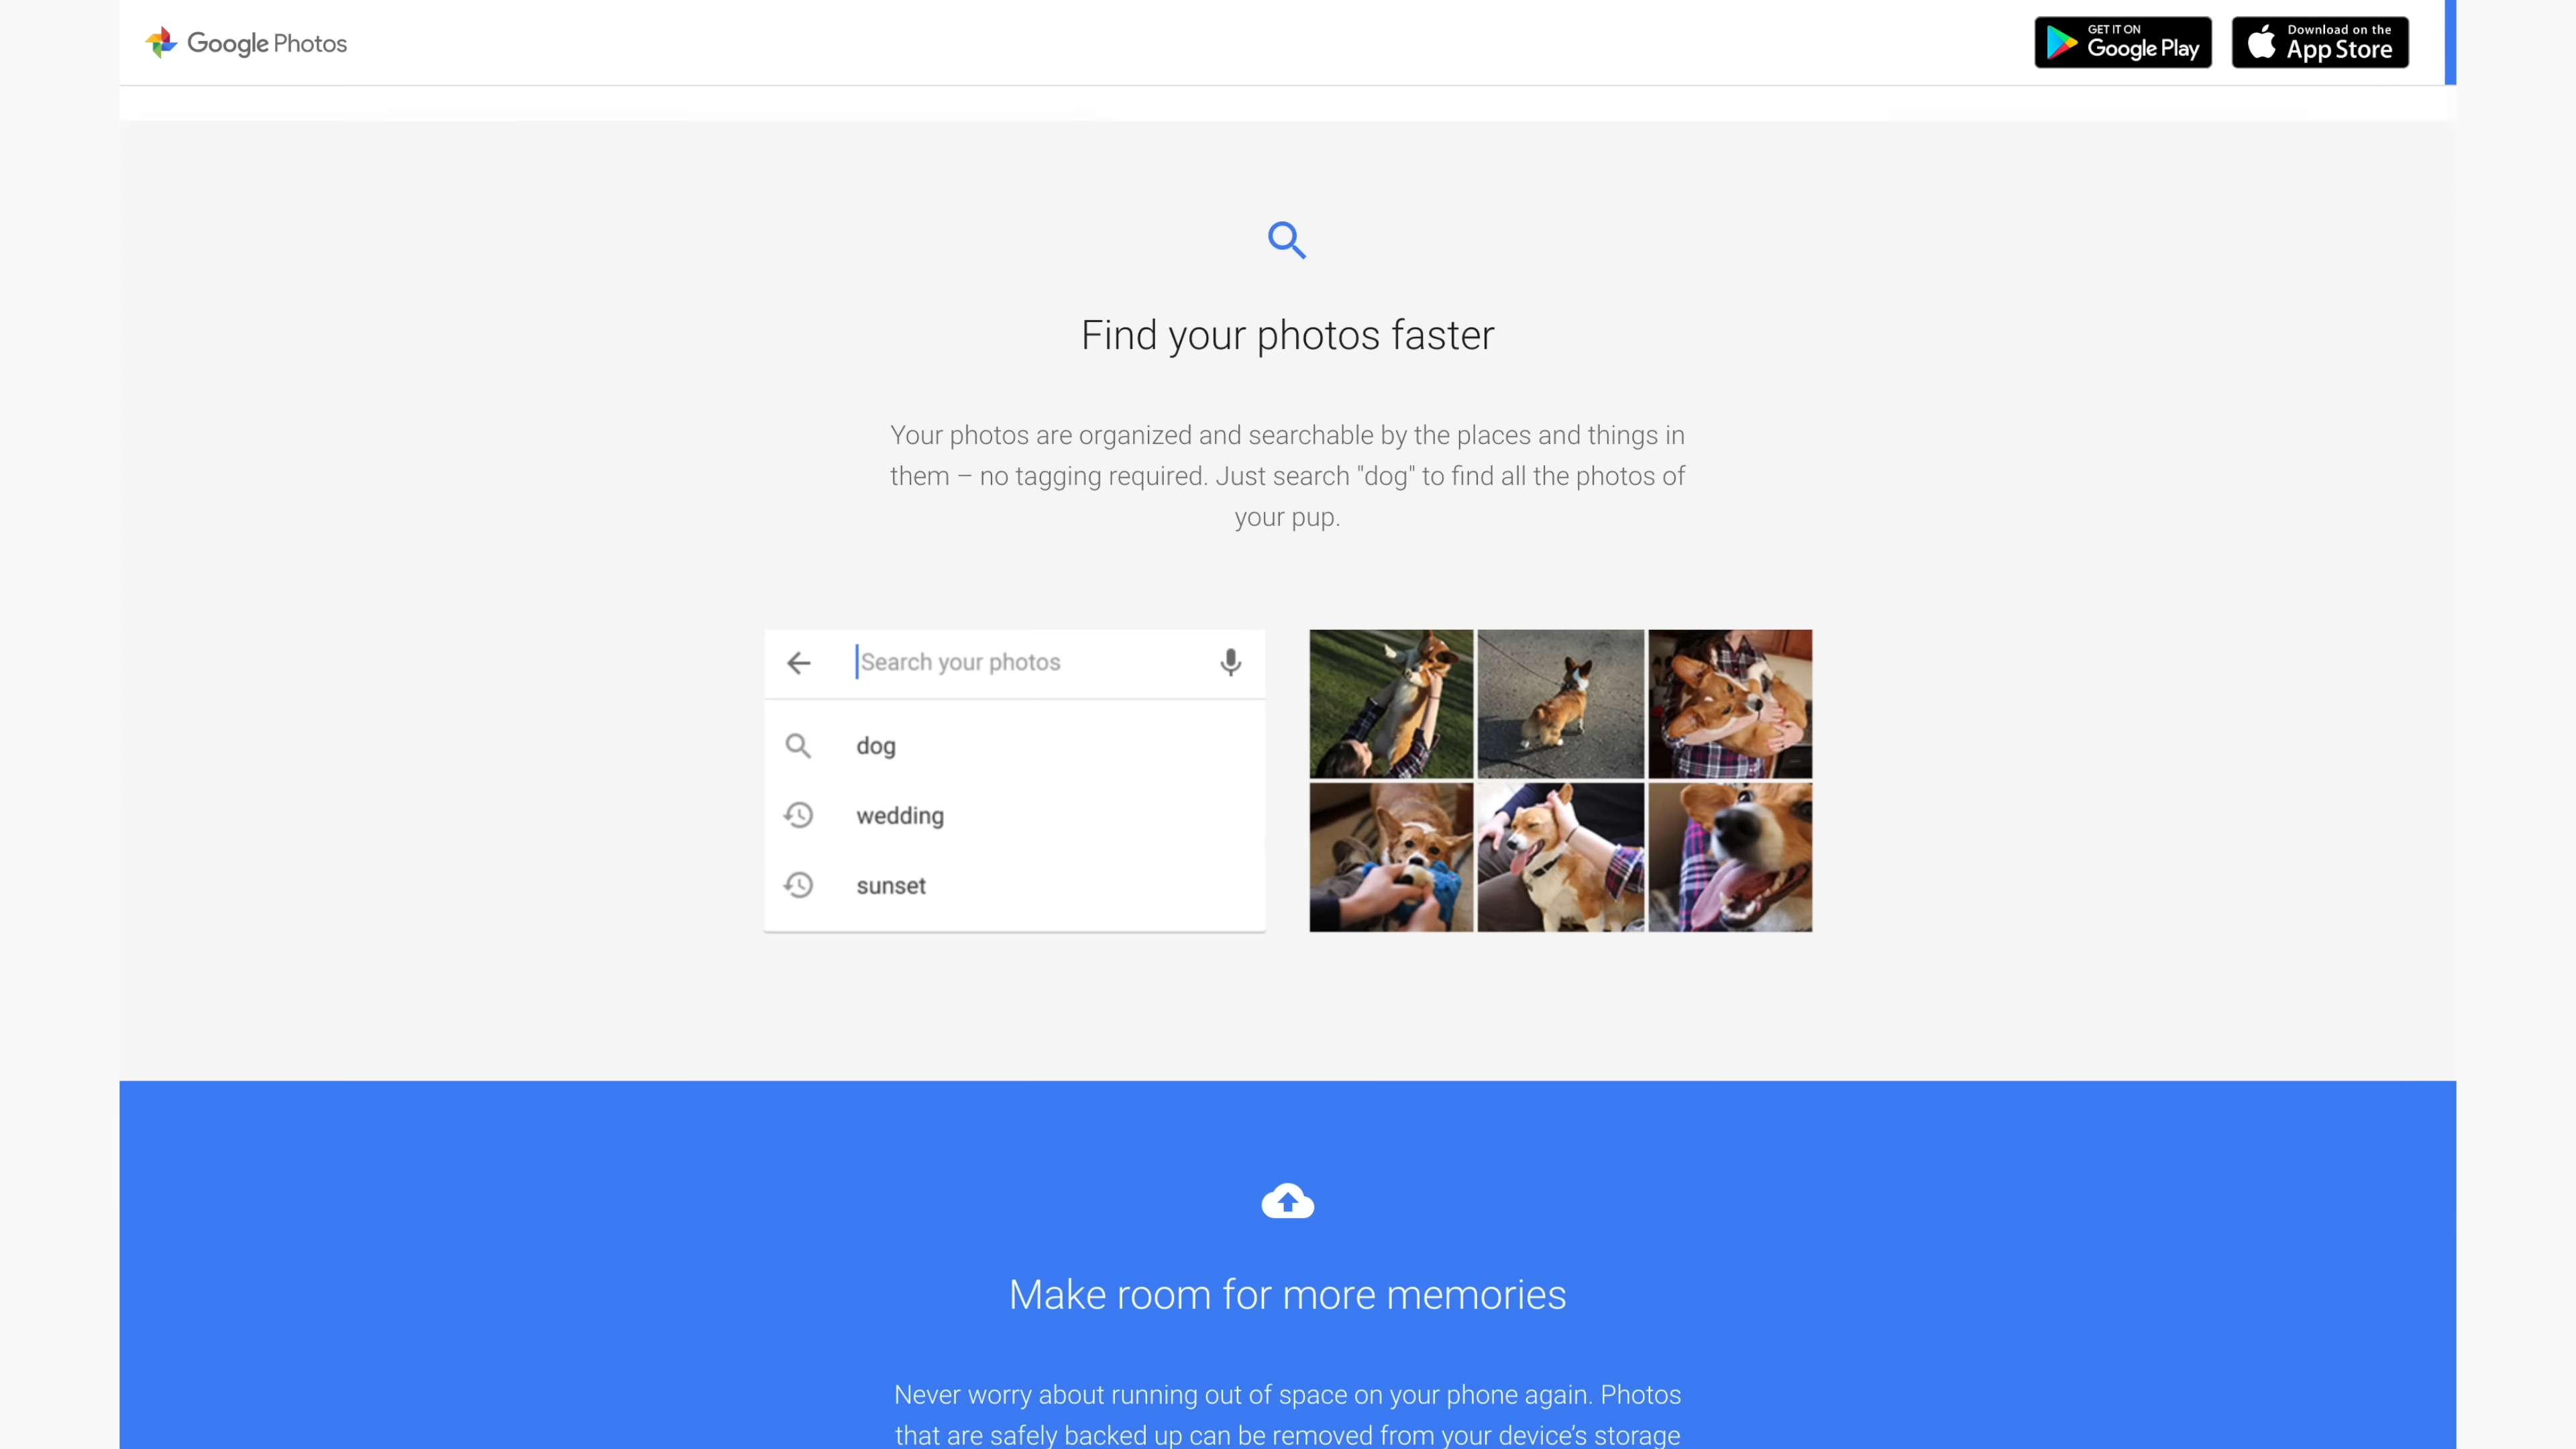 Google Photos
GET IT ON
Google Play
Download on the
App Store
Find your photos faster
Your photos are organized and searchable by the places and things in
them – no tagging required. Just search "dog" to find all the photos of
your pup.
Search your photos
dog
wedding
sunset
Make room for more memories
Never worry about running out of space on your phone again. Photos
that are safely backed up can be removed from your device’s storage